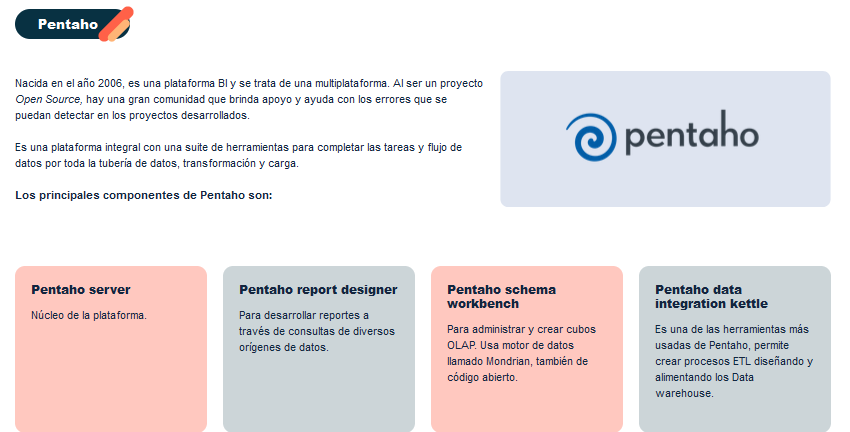 Pentaho
Nacida en el año 2006, es una plataforma BI y se trata de una multiplataforma. Al ser un proyecto
Open Source, hay una gran comunidad que brinda apoyo y ayuda con los errores que se
puedan detectar en los proyectos desarrollados.
Es una plataforma integral con una suite de herramientas para completar las tareas y flujo de
datos por toda la tubería de datos, transformación y carga.
Los principales componentes de Pentaho son:
pentaho
Pentaho server
Núcleo de la plataforma.
Pentaho report designer
Para desarrollar reportes a
través de consultas de diversos
orígenes de datos.
Pentaho schema
workbench
Para administrar y crear cubos
OLAP. Usa motor de datos
llamado Mondrian, también de
código abierto.
Pentaho data
integration kettle
Es una de las herramientas más
usadas de Pentaho, permite
crear procesos ETL diseñando y
alimentando los Data
warehouse.